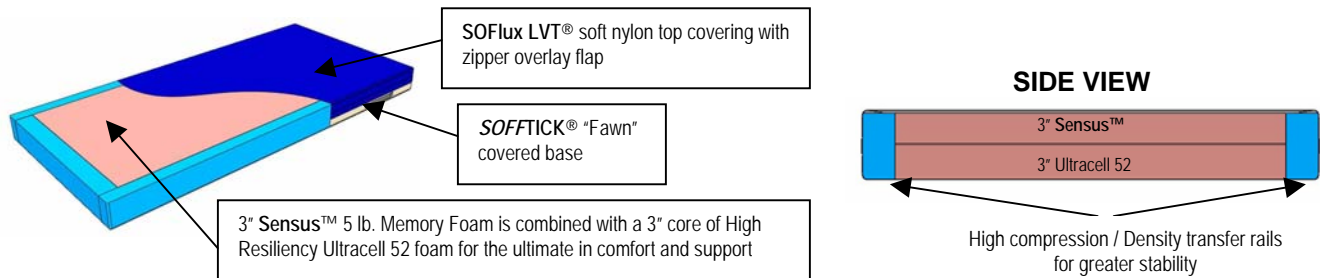 SOFlux LVT® soft nylon top covering with
zipper overlay flap
SOFFTICK® “Fawn”
covered base
3” Sensus™ 5 lb. Memory Foam is combined with a 3” core of High
Resiliency Ultracell 52 foam for the ultimate in comfort and support
SIDE VIEW
3” Sensus™
3” Ultracell 52
High compression / Density transfer rails
for greater stability